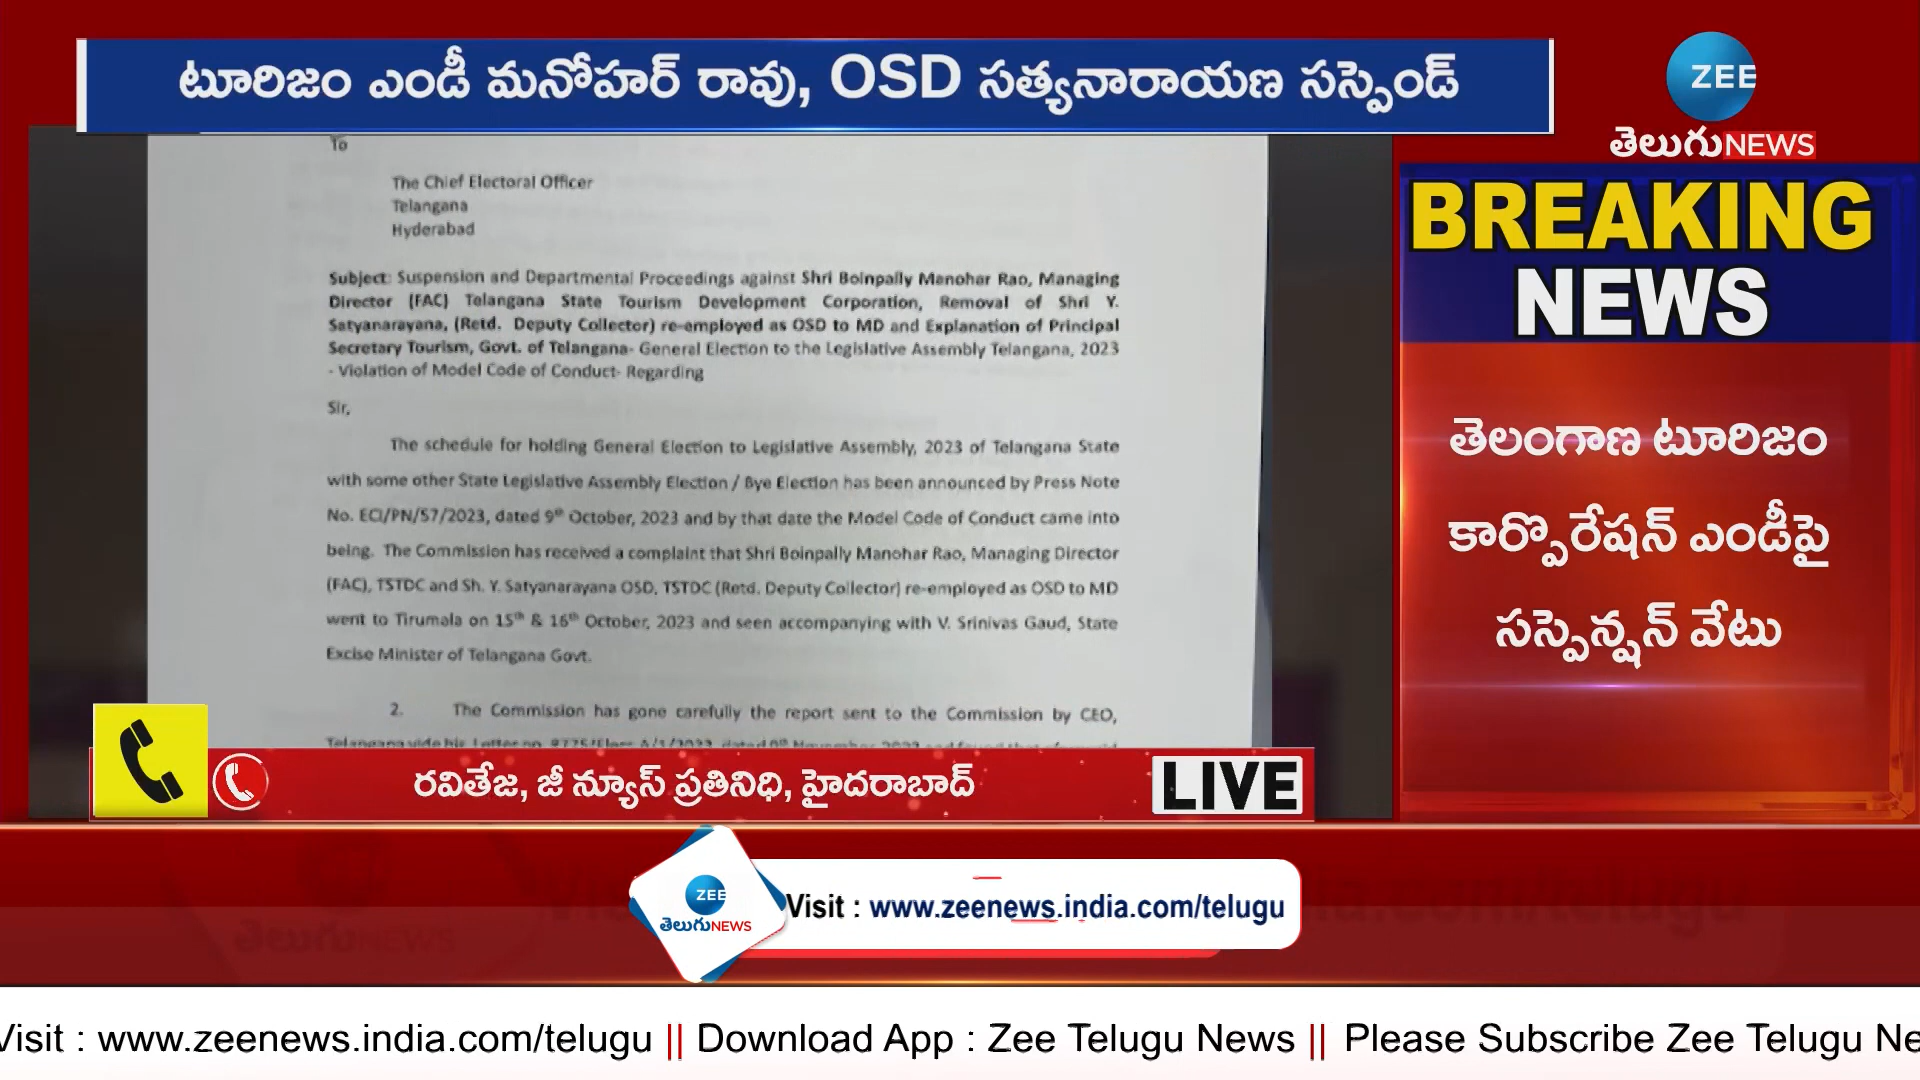 టూరిజం ఎండీ మనోహర్ రావు, OSD సత్యనారాయణ సస్పెండ్
ZEE
తెలుగు NEWS
BREAKING
NEWS
తెలంగాణ టూరిజం
కార్పొరేషన్ ఎండీపై
సస్పెన్షన్ వేటు
To
The Chief Electoral Officer
Telangana
Hyderabad
Subject: Suspension and Departmental Proceedings against Shri Boinpally Manohar Rao, Managing
Director (FAC) Telangana State Tourism Development Corporation, Removal of Shri Y.
Satyanarayana, (Retd. Deputy Collector) re-employed as OSD to MD and Explanation of Principal
Secretary Tourism, Govt. of Telangana- General Election to the Legislative Assembly Telangana, 2023
- Violation of Model Code of Conduct- Regarding
Sir,
The schedule for holding General Election to Legislative Assembly, 2023 of Telangana State
with some other State Legislative Assembly Election / Bye Election has been announced by Press Note
No. ECI/PN/57/2023, dated 9th October, 2023 and by that date the Model Code of Conduct came into
being. The Commission has received a complaint that Shri Boinpally Manohar Rao, Managing Director
(FAC), TSTDC and Sh. Y. Satyanarayana OSD, TSTDC (Retd. Deputy Collector) re-employed as OSD to MD
went to Tirumala on 15th & 16th October, 2023 and seen accompanying with V. Srinivas Gaud, State
Excise Minister of Telangana Govt.
2. The Commission has gone carefully the report sent to the Commission by CEO,
రవితేజ, జీ న్యూస్ ప్రతినిధి, హైదరాబాద్
LIVE
ZEE
తెలుగు NEWS
Visit : www.zeenews.india.com/telugu
Visit : www.zeenews.india.com/telugu || Download App : Zee Telugu News || Please Subscribe Zee Telugu Ne